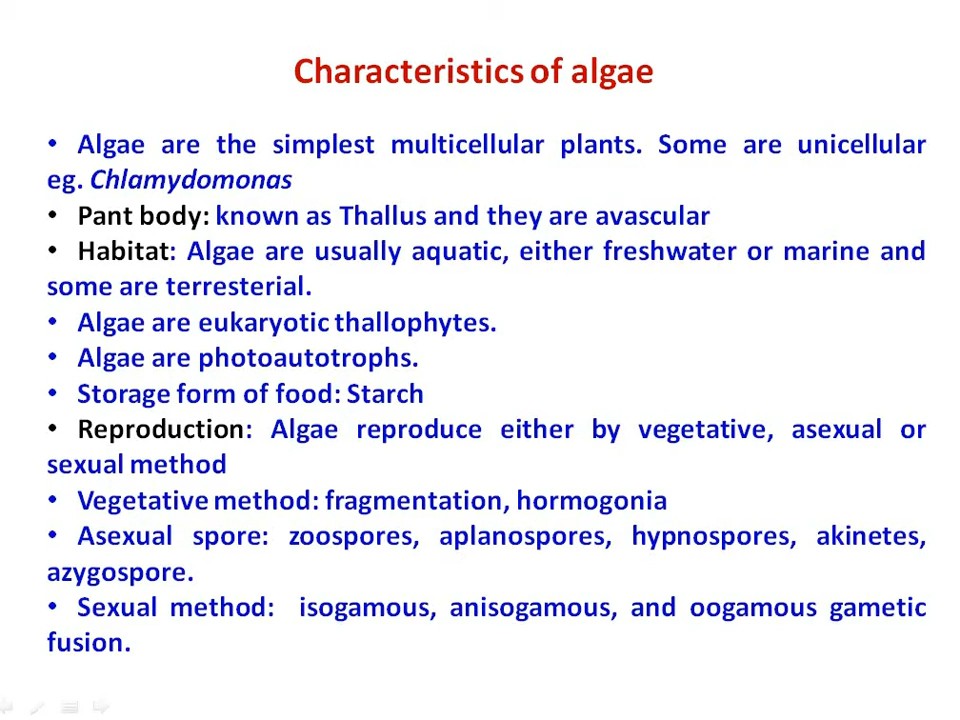 Characteristics of algae
• Algae are the simplest multicellular plants. Some are unicellular
eg. Chlamydomonas
• Pant body: known as Thallus and they are avascular
• Habitat: Algae are usually aquatic, either freshwater or marine and
some are terresterial.
• Algae are eukaryotic thallophytes.
• Algae are photoautotrophs.
• Storage form of food: Starch
• Reproduction: Algae reproduce either by vegetative, asexual or
sexual method
• Vegetative method: fragmentation, hormogonia
• Asexual spore: zoospores, aplanospores, hypnospores, akinetes,
azygospore.
• Sexual method: isogamous, anisogamous, and oogamous gametic
fusion.